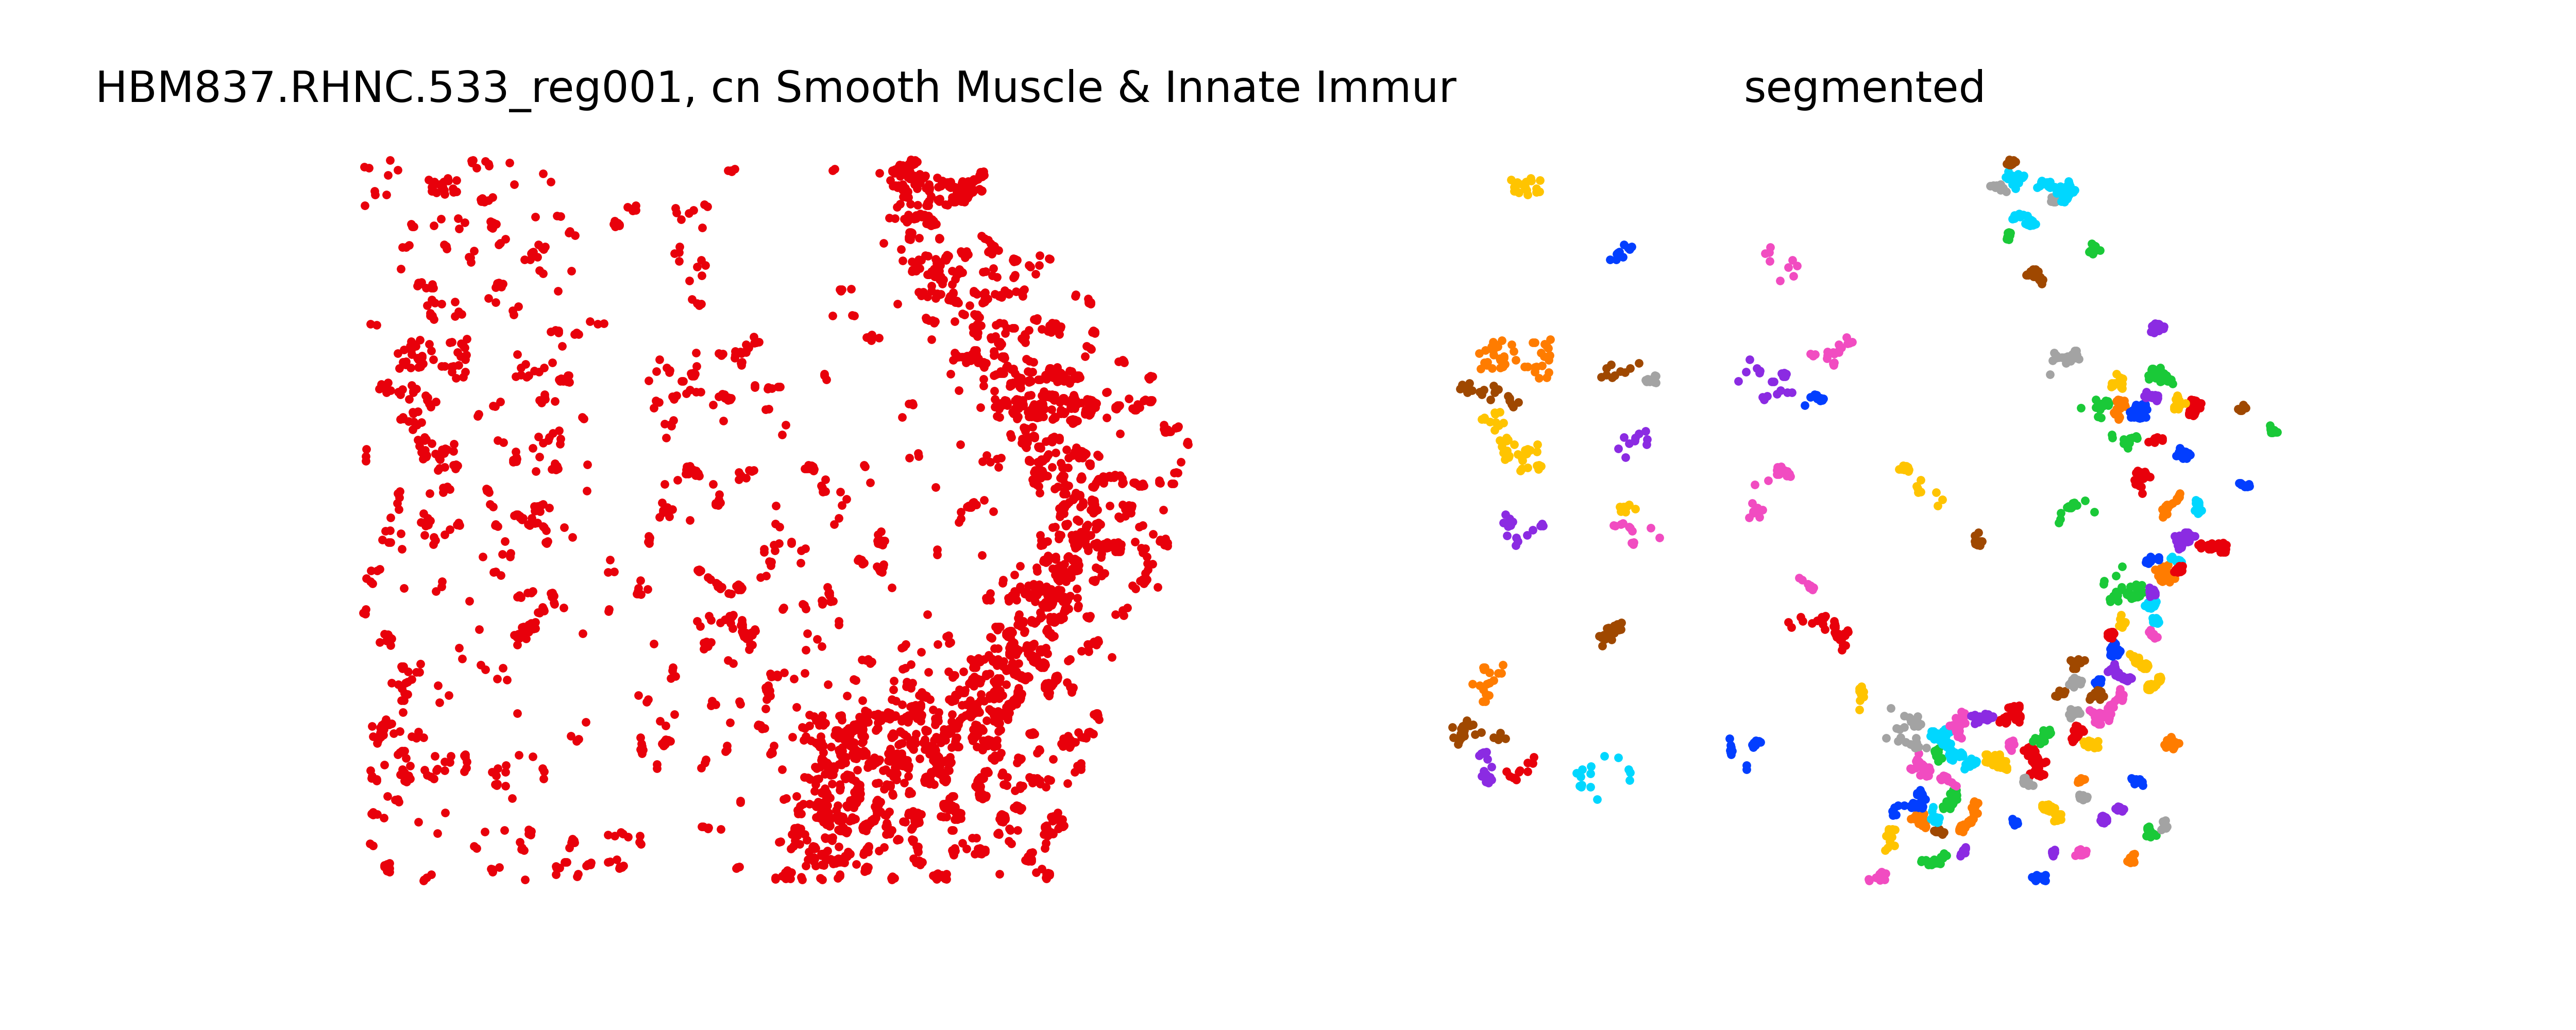 HBM837.RHNC.533_reg001, cn Smooth Muscle & Innate Immur
segmented